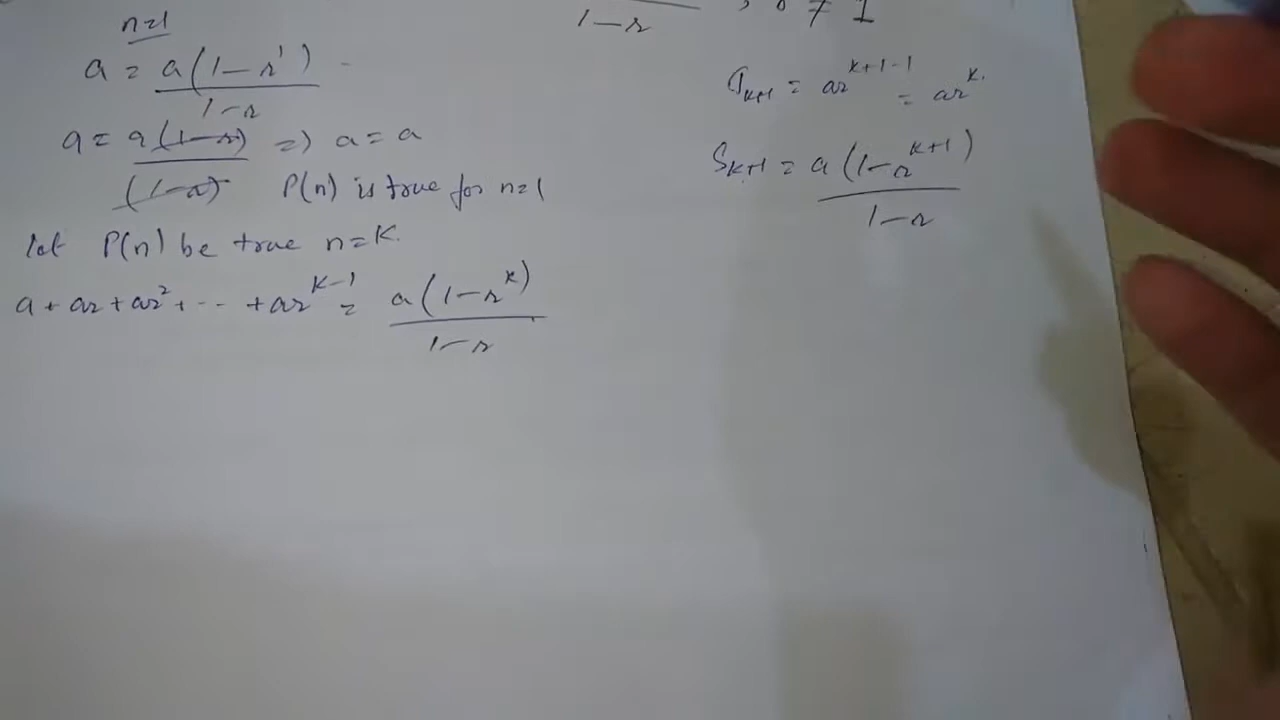 n=1
a = a(1-r¹) / 1-r
a = a(1-r) / (1-r) => a = a
P(n) is true for n=1
let P(n) be true n=K.
a + ar + ar² + ... + ar^(K-1) = a(1-r^K) / 1-r
1-r , r ≠ 1
T_(k+1) = ar^(k+1-1) = ar^k.
S_(k+1) = a(1-r^(k+1)) / 1-r